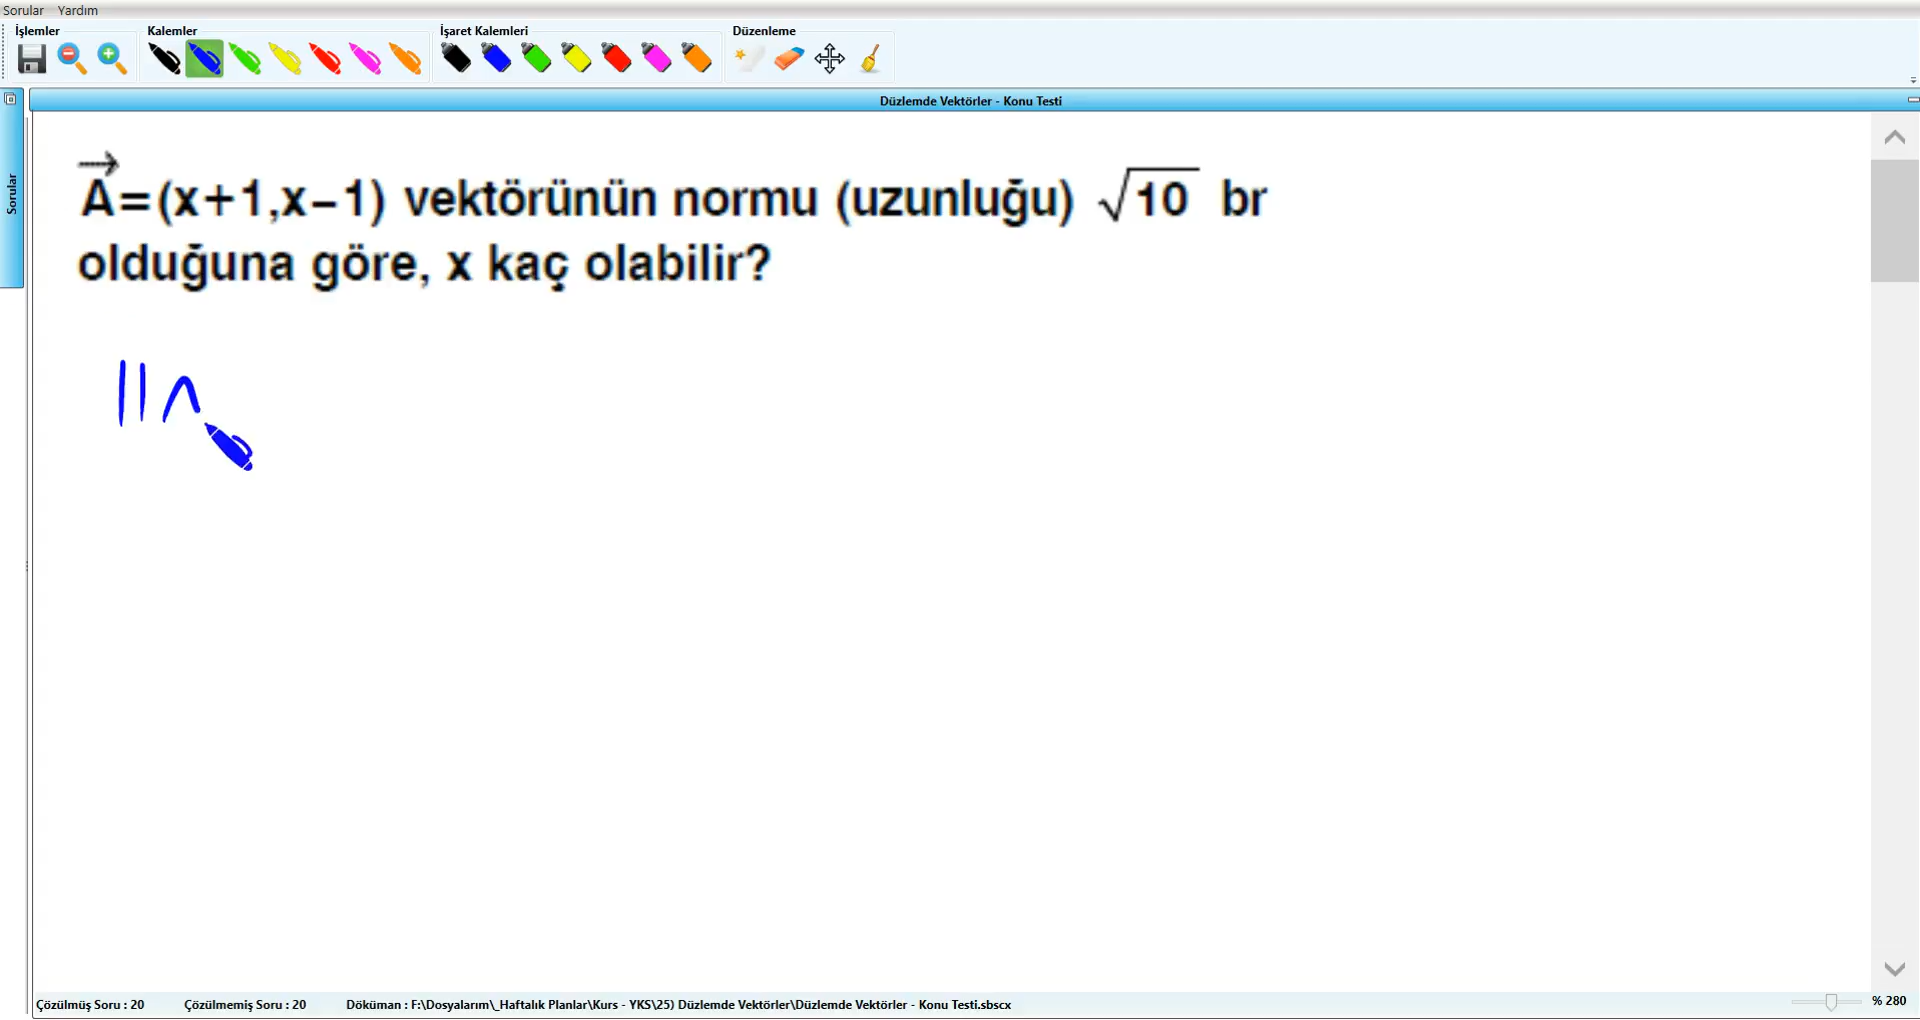 Sorular Yardım
İşlemler Kalemler İşaret Kalemleri Düzenleme
Düzlemde Vektörler - Konu Testi
Sorular
A⃗=(x+1,x−1) vektörünün normu (uzunluğu) √10 br
olduğuna göre, x kaç olabilir?
Çözülmüş Soru : 20 Çözülmemiş Soru : 20 Döküman : F:\Dosyalarım\_Haftalık Planlar\Kurs - YKS\25) Düzlemde Vektörler\Düzlemde Vektörler - Konu Testi.sbscx % 280